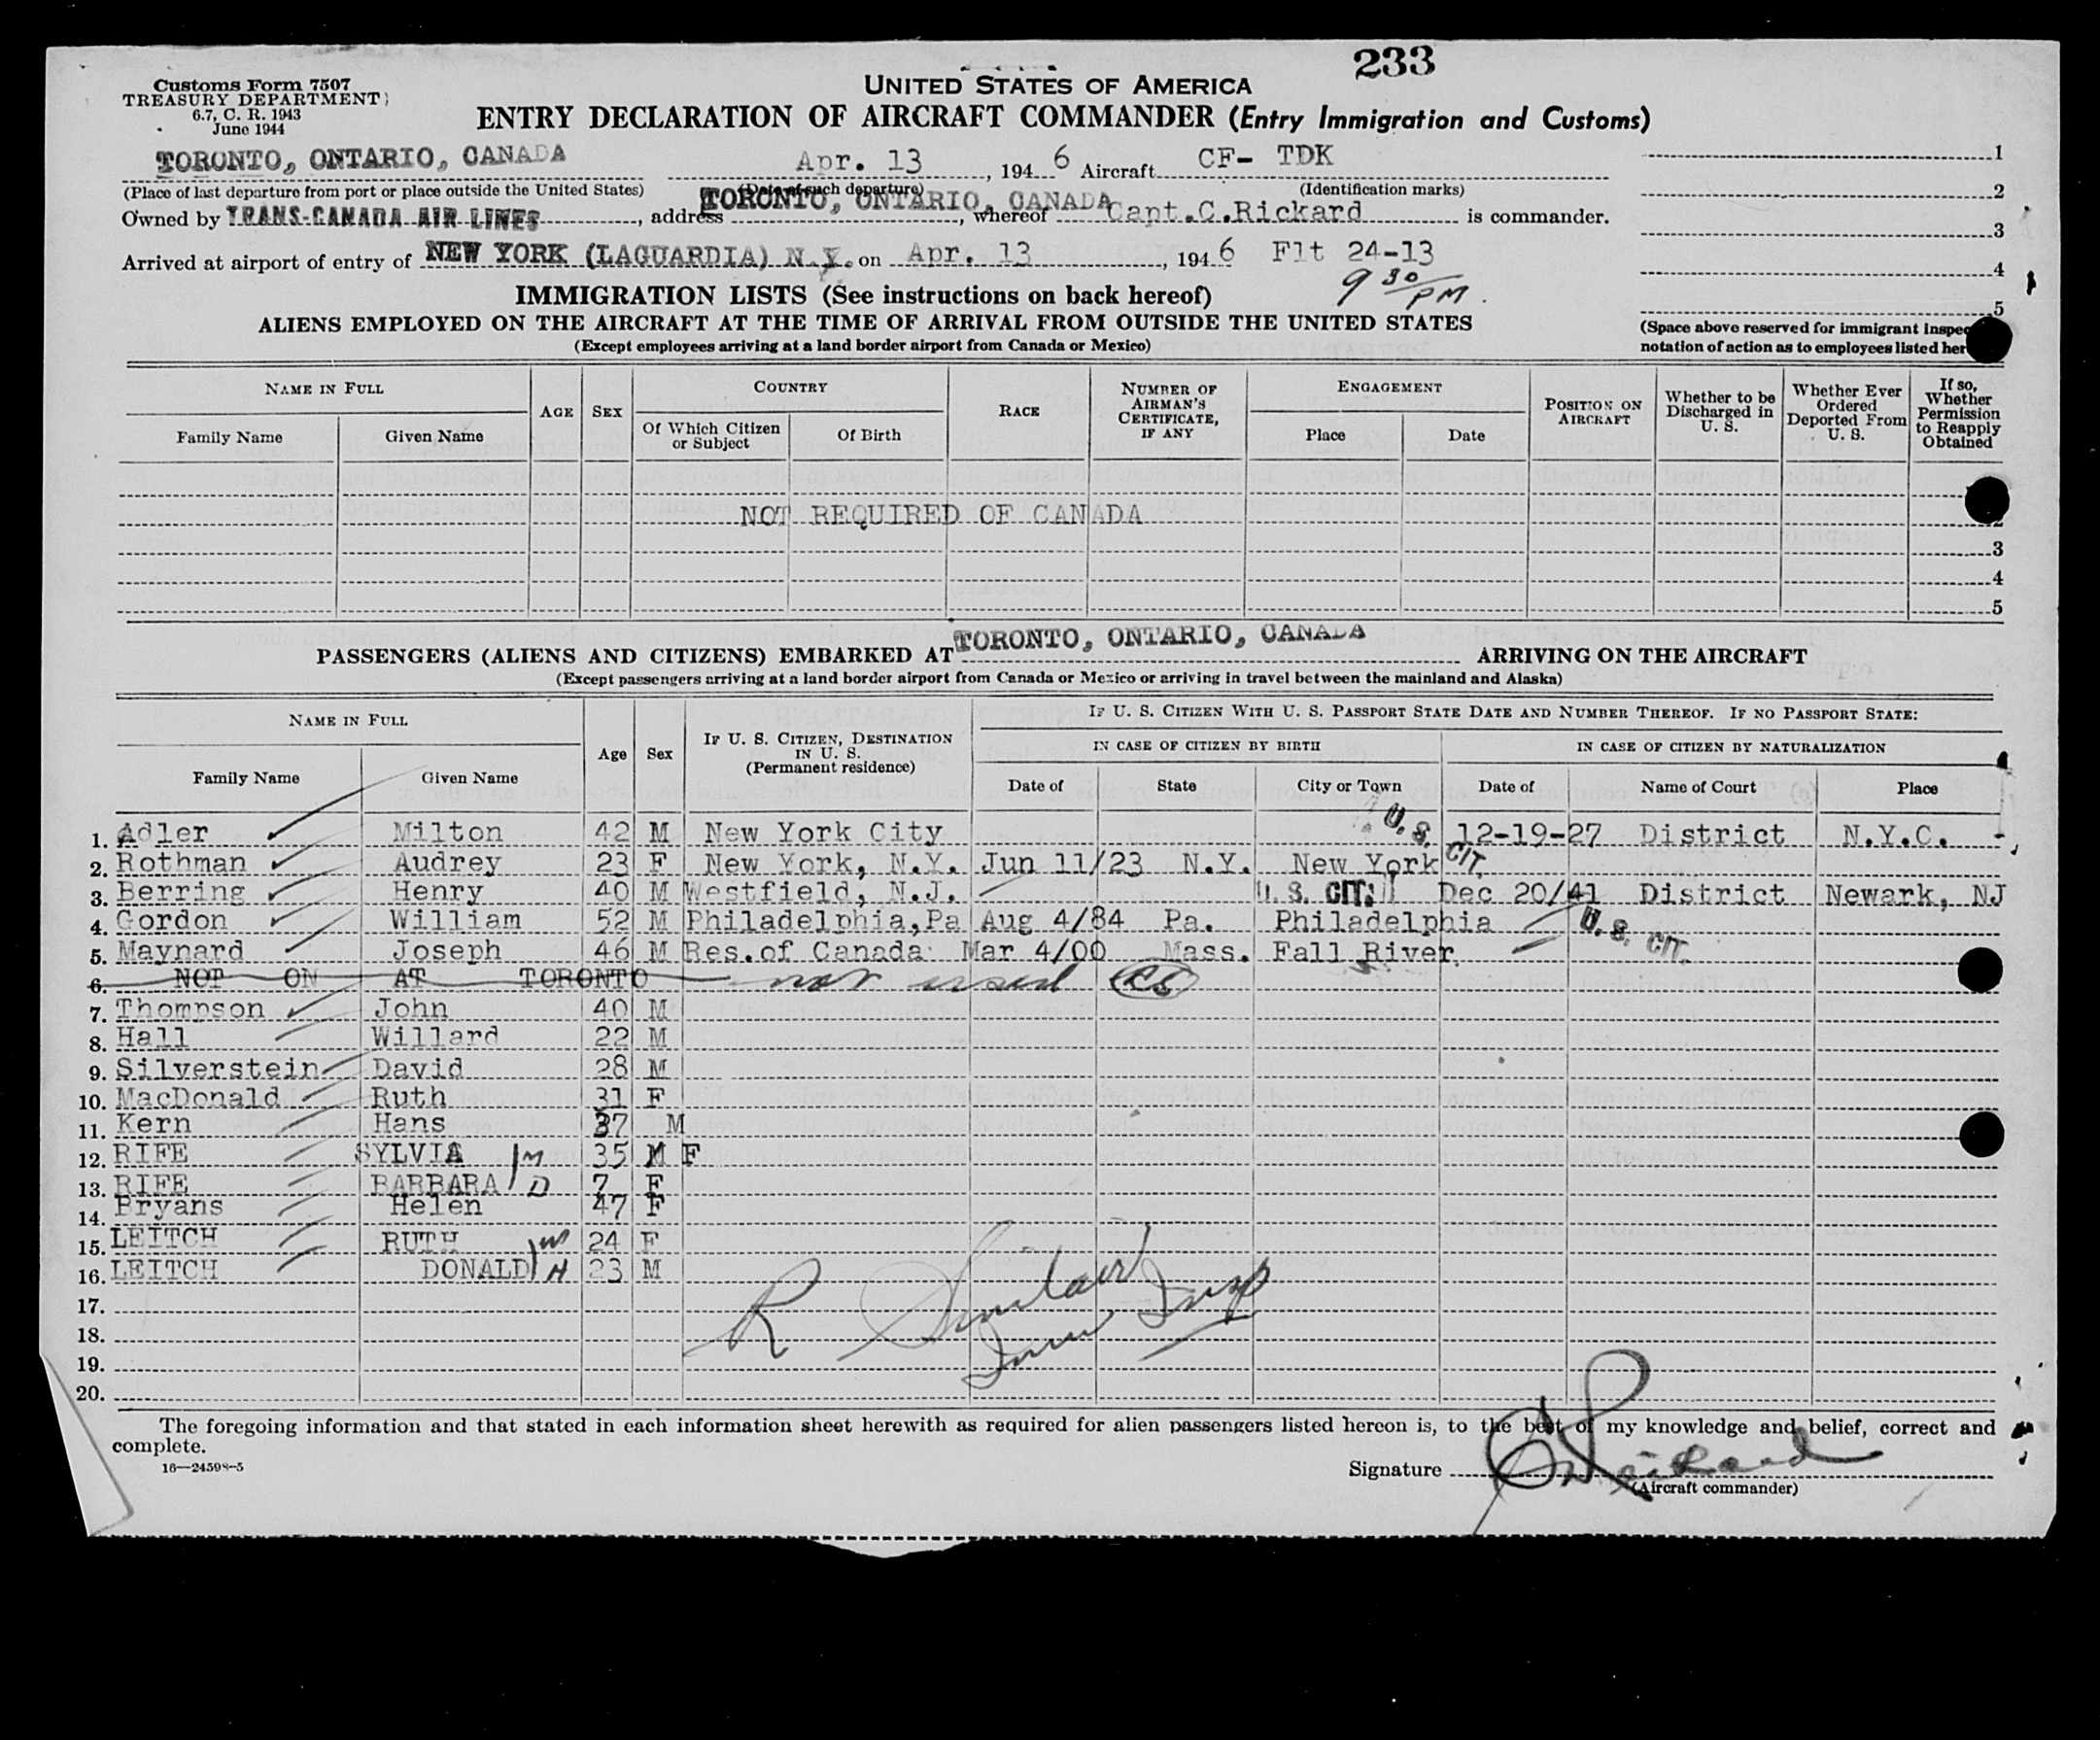 233
Customs Form 7507
TREASURY DEPARTMENT
6.7, C. R. 1943
June 1944
UNITED STATES OF AMERICA
ENTRY DECLARATION OF AIRCRAFT COMMANDER (Entry Immigration and Customs)
TORONTO, ONTARIO, CANADA Apr. 13, 1946 Aircraft CF- TDK
(Place of last departure from port or place outside the United States) (Date of such departure) (Identification marks)
Owned by TRANS-CANADA AIR LINES, address TORONTO, ONTARIO, CANADA, whereof Capt.C.Rickard is commander.
Arrived at airport of entry of NEW YORK (LAGUARDIA) N.Y. on Apr. 13, 1946 Flt 24-13
9 30/PM
1
2
3
4
5
(Space above reserved for immigrant
notation of action as to employees listed
IMMIGRATION LISTS (See instructions on back hereof)
ALIENS EMPLOYED ON THE AIRCRAFT AT THE TIME OF ARRIVAL FROM OUTSIDE THE UNITED STATES
(Except employees arriving at a land border airport from Canada or Mexico)
NAME IN FULL
Family Name Given Name
AGE SEX
COUNTRY
Of Which Citizen or Subject Of Birth
RACE
NUMBER OF AIRMAN'S CERTIFICATE, IF ANY
ENGAGEMENT
Place Date
POSITION ON AIRCRAFT
Whether to be Discharged in U. S.
Whether Ever Ordered Deported From U. S.
If so, Whether Permission to Reapply Obtained
NOT REQUIRED OF CANADA
2
3
4
5
PASSENGERS (ALIENS AND CITIZENS) EMBARKED AT TORONTO, ONTARIO, CANADA ARRIVING ON THE AIRCRAFT
(Except passengers arriving at a land border airport from Canada or Mexico or arriving in travel between the mainland and Alaska)
NAME IN FULL
Family Name Given Name
Age Sex
IF U. S. CITIZEN, DESTINATION IN U. S.
(Permanent residence)
IF U. S. CITIZEN WITH U. S. PASSPORT STATE DATE AND NUMBER THEREOF. IF NO PASSPORT STATE:
IN CASE OF CITIZEN BY BIRTH IN CASE OF CITIZEN BY NATURALIZATION
Date of State City or Town Date of Name of Court Place
1. Adler Milton 42 M New York City U. S. CIT. 12-19-27 District N.Y.C.
2. Rothman Audrey 23 F New York, N.Y. Jun 11/23 N.Y. New York
3. Berring Henry 40 M Westfield, N.J. U. S. CIT. Dec 20/41 District Newark, NJ
4. Gordon William 52 M Philadelphia,Pa Aug 4/84 Pa. Philadelphia U. S. CIT.
5. Maynard Joseph 46 M Res.of Canada Mar 4/00 Mass. Fall River
6. NOT ON AT TORONTO not used
7. Thompson John 40 M
8. Hall Willard 22 M
9. Silverstein David 28 M
10. MacDonald Ruth 31 F
11. Kern Hans 37 M
12. RIFE SYLVIA M 35 M F
13. RIFE BARBARA D 7 F
14. Bryans Helen 47 F
15. LEITCH RUTH W 24 F
16. LEITCH DONALD H 23 M
17.
18.
19.
20.
R Sinclair
Imm Insp
The foregoing information and that stated in each information sheet herewith as required for alien passengers listed hereon is, to the best of my knowledge and belief, correct and
complete.
16—24598-5
Signature C Rickard
(Aircraft commander)